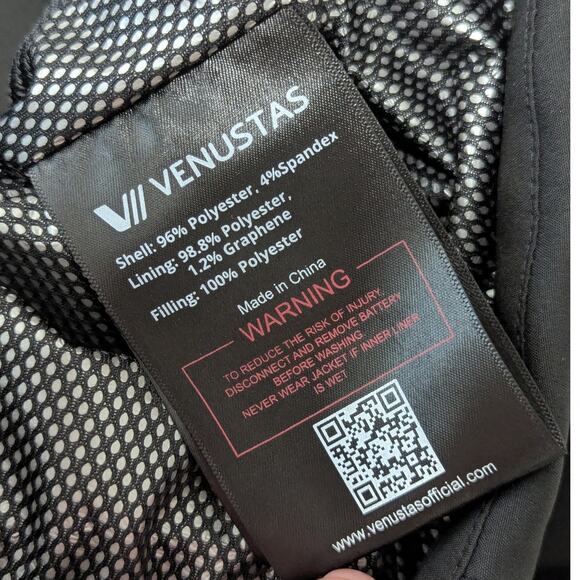 VENUSTAS
Shell: 96% Polyester, 4%Spandex
Lining: 98.8% Polyester,
1.2% Graphene
Filling: 100% Polyester
Made in China
WARNING
TO REDUCE THE RISK OF INJURY,
DISCONNECT AND REMOVE BATTERY
BEFORE WASHING
NEVER WEAR JACKET IF INNER LINER
IS WET
www.venustasofficial.com